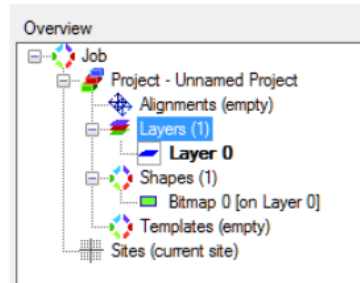 Overview
Job
Project - Unnamed Project
Alignments (empty)
Layers (1)
Layer 0
Shapes (1)
Bitmap 0 [on Layer 0]
Templates (empty)
Sites (current site)